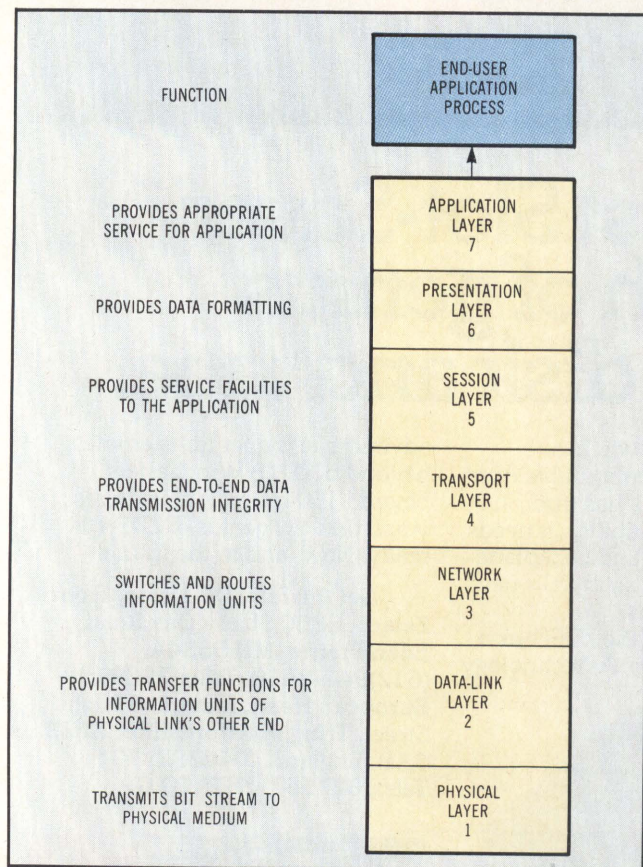 FUNCTION
END-USER
APPLICATION
PROCESS
PROVIDES APPROPRIATE
SERVICE FOR APPLICATION
APPLICATION
LAYER
7
PROVIDES DATA FORMATTING
PRESENTATION
LAYER
6
PROVIDES SERVICE FACILITIES
TO THE APPLICATION
SESSION
LAYER
5
PROVIDES END-TO-END DATA
TRANSMISSION INTEGRITY
TRANSPORT
LAYER
4
SWITCHES AND ROUTES
INFORMATION UNITS
NETWORK
LAYER
3
PROVIDES TRANSFER FUNCTIONS FOR
INFORMATION UNITS OF
PHYSICAL LINK'S OTHER END
DATA-LINK
LAYER
2
TRANSMITS BIT STREAM TO
PHYSICAL MEDIUM
PHYSICAL
LAYER
1